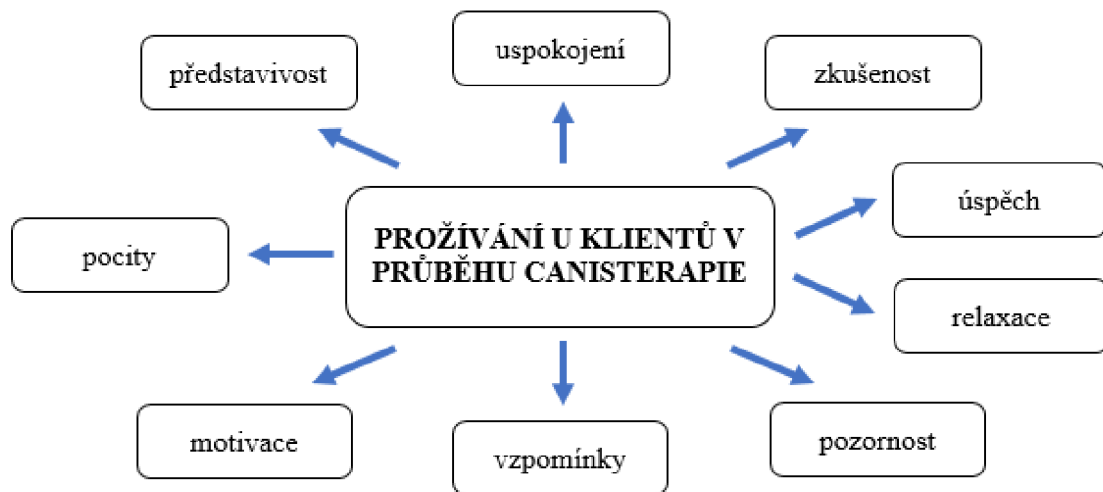 uspokojení
představivost
zkušenost
úspěch
PROŽÍVÁNÍ U KLIENTŮ V
PRŮBĚHU CANISTERAPIE
pocity
relaxace
motivace
vzpomínky
pozornost